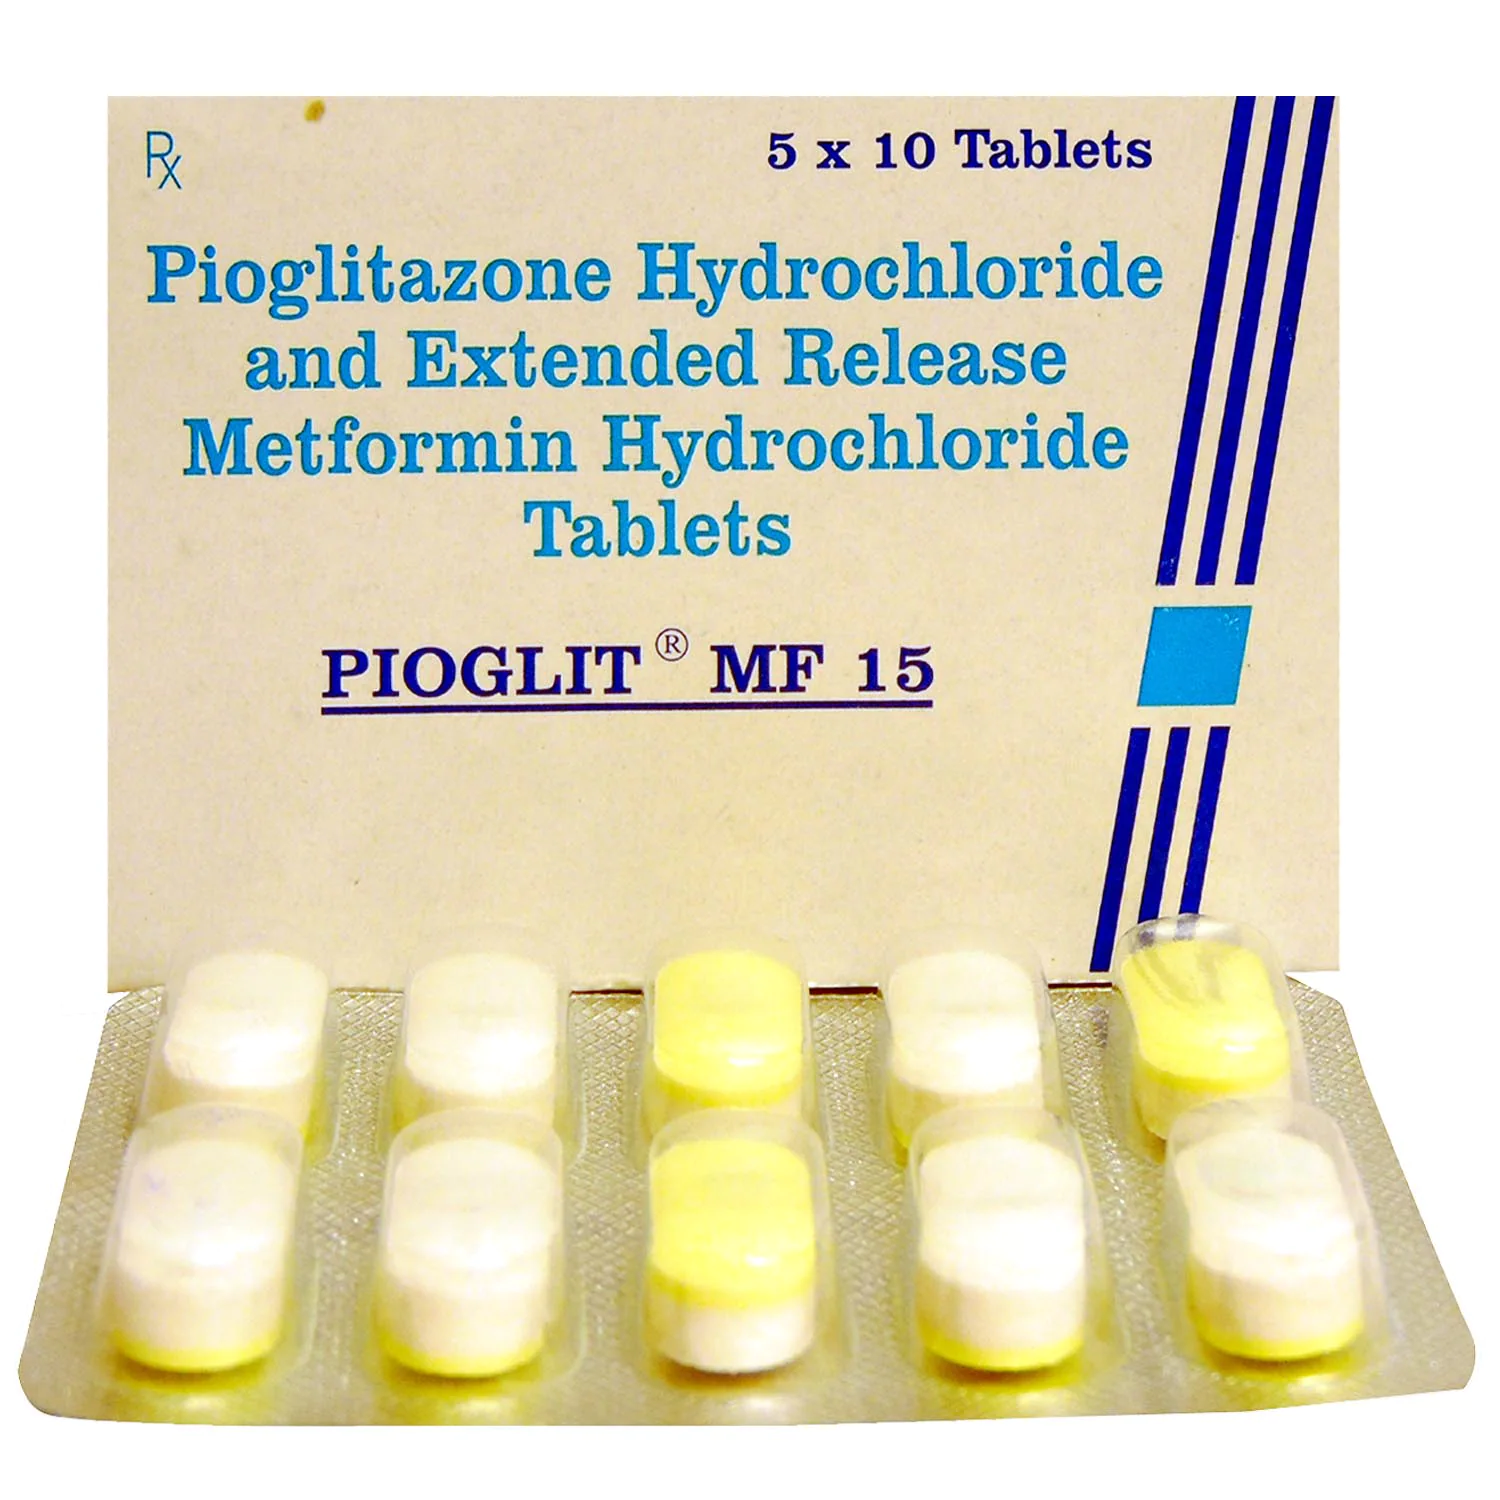 Rx
5 x 10 Tablets
Pioglitazone Hydrochloride
and Extended Release
Metformin Hydrochloride
Tablets
PIOGLIT® MF 15